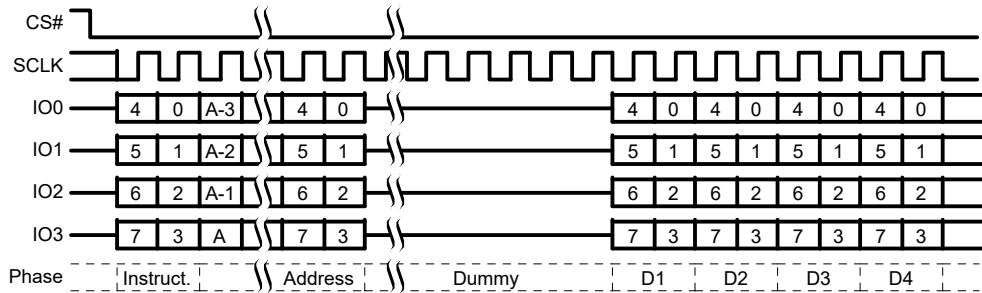 CS#
SCLK
IO0 4 0 A-3 4 0 4 0 4 0 4 0 4 0
IO1 5 1 A-2 5 1 5 1 5 1 5 1 5 1
IO2 6 2 A-1 6 2 6 2 6 2 6 2 6 2
IO3 7 3 A 7 3 7 3 7 3 7 3 7 3
Phase Instruct. Address Dummy D1 D2 D3 D4